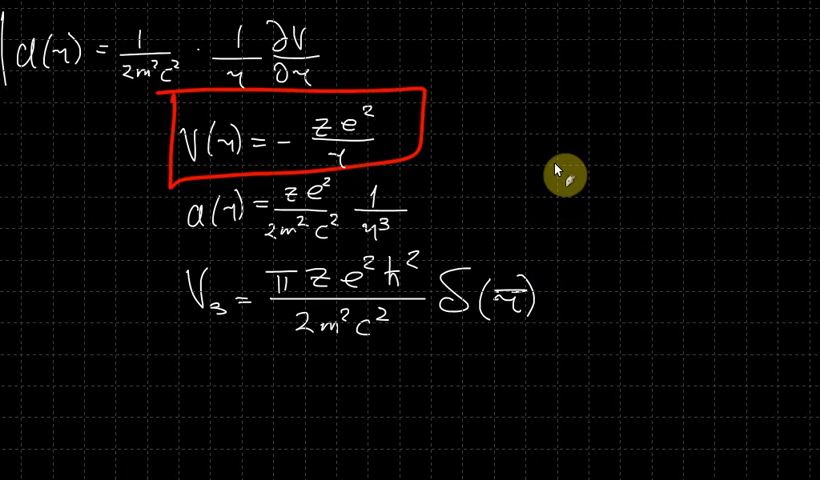 a(r) = 1/(2m²c²) · 1/r ∂V/∂r
V(r) = - ze²/r
a(r) = ze²/(2m²c²) 1/r³
V₃ = πze²ħ²/(2m²c²) δ(r̄)